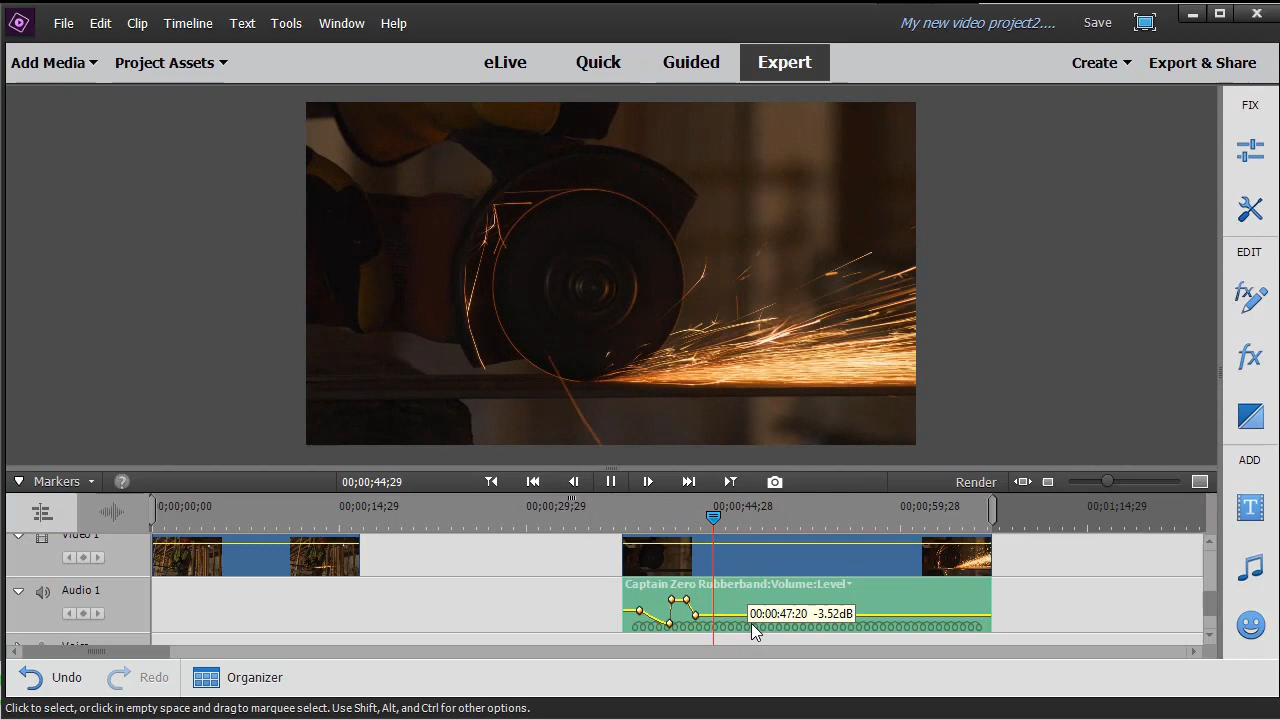 File Edit Clip Timeline Text Tools Window Help
My new video project2.... Save
Add Media Project Assets eLive Quick Guided Expert Create Export & Share
FIX
EDIT
ADD
Markers ? 00;00;44;29 Render
0;00;00;00 00;00;14;29 00;00;29;29 00;00;44;28 00;00;59;28 00;01;14;29
Video 1
Audio 1
Captain Zero Rubberband:Volume:Level
00:00:47:20 -3.52dB
Undo Redo Organizer
Click to select, or click in empty space and drag to marquee select. Use Shift, Alt, and Ctrl for other options.